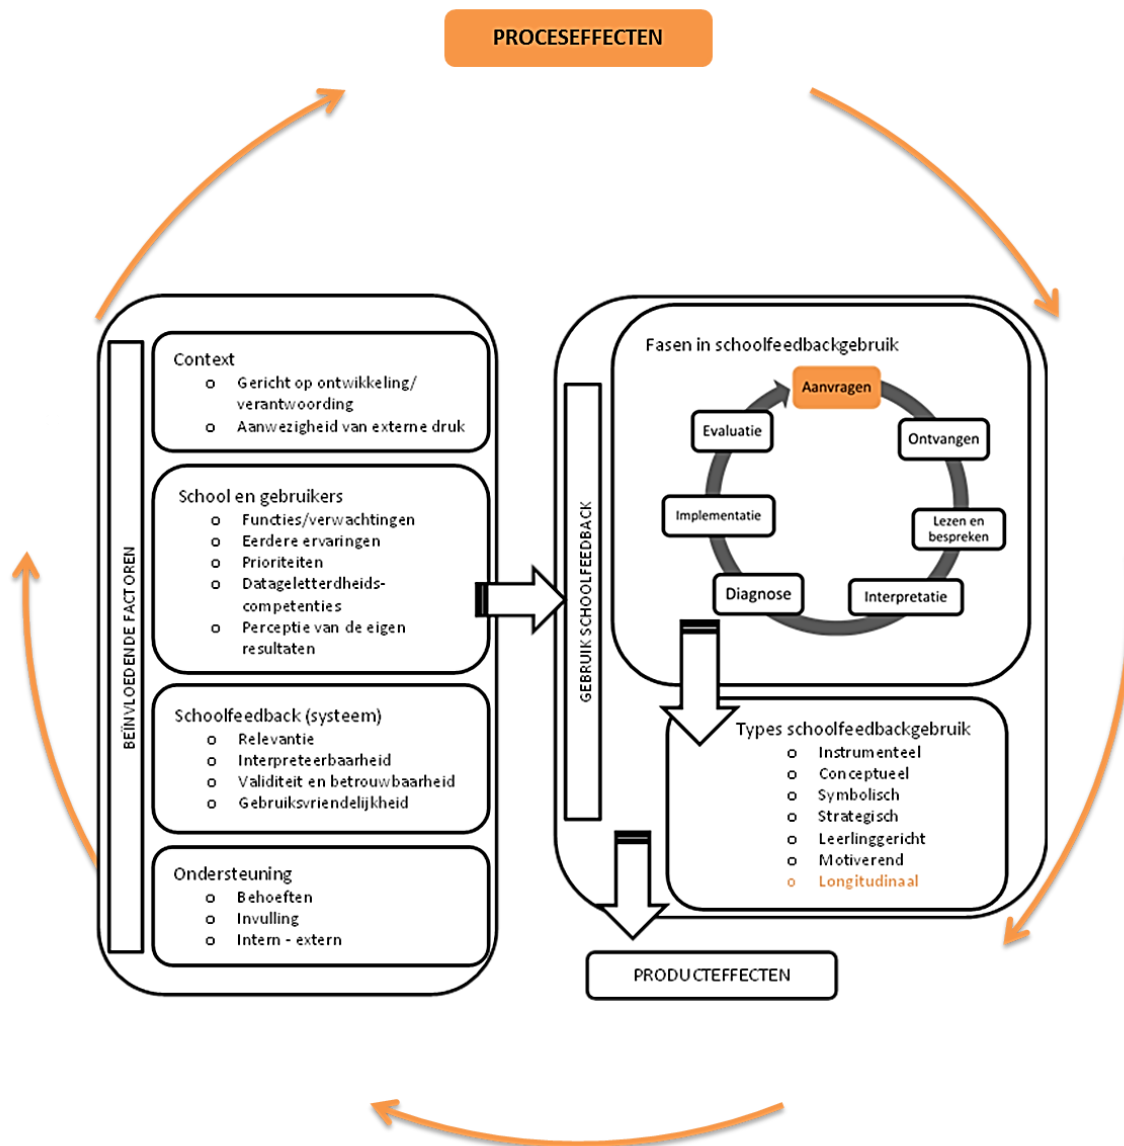 PROCESEFFECTEN
BEÏNVLOEDENDE FACTOREN
Context
o Gericht op ontwikkeling/
verantwoording
o Aanwezigheid van externe druk
School en gebruikers
o Functies/verwachtingen
o Eerdere ervaringen
o Prioriteiten
o Datageletterdheids-
competenties
o Perceptie van de eigen
resultaten
Schoolfeedback (systeem)
o Relevantie
o Interpreteerbaarheid
o Validiteit en betrouwbaarheid
o Gebruiksvriendelijkheid
Ondersteuning
o Behoeften
o Invulling
o Intern - extern
GEBRUIK SCHOOLFEEDBACK
Fasen in schoolfeedbackgebruik
Aanvragen
Ontvangen
Lezen en
bespreken
Interpretatie
Diagnose
Implementatie
Evaluatie
Types schoolfeedbackgebruik
o Instrumenteel
o Conceptueel
o Symbolisch
o Strategisch
o Leerlinggericht
o Motiverend
o Longitudinaal
PRODUCTEFFECTEN